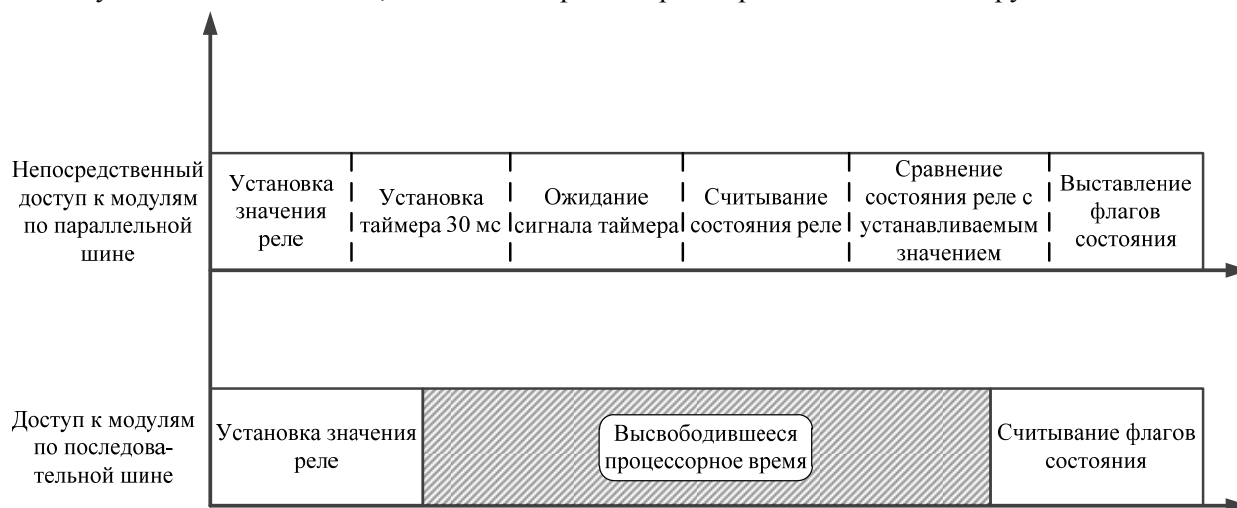 Непосредственный
доступ к модулям
по параллельной
шине
Установка
значения
реле
Установка
таймера 30 мс
Ожидание
сигнала таймера
Считывание
состояния реле
Сравнение
состояния реле с
устанавливаемым
значением
Выставление
флагов
состояния
Доступ к модулям
по последова-
тельной шине
Установка значения
реле
Высвободившееся
процессорное время
Считывание флагов
состояния